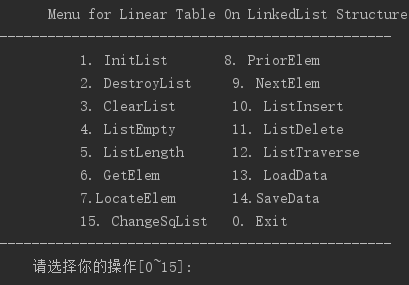 Menu for Linear Table On LinkedList Structure
-------------------------------------------------
1. InitList 8. PriorElem
2. DestroyList 9. NextElem
3. ClearList 10. ListInsert
4. ListEmpty 11. ListDelete
5. ListLength 12. ListTraverse
6. GetElem 13. LoadData
7.LocateElem 14.SaveData
15. ChangeSqList 0. Exit
-------------------------------------------------
请选择你的操作[0~15]: